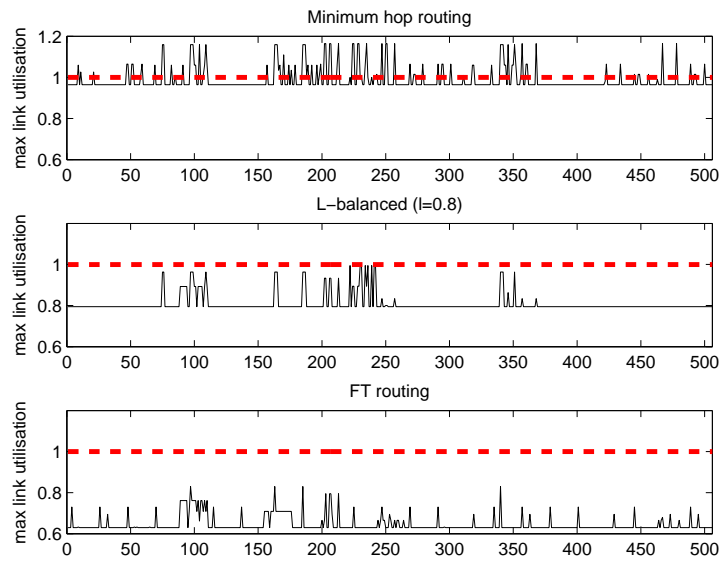 Minimum hop routing
max link utilisation
1.2
1
0.8
0.6
0 50 100 150 200 250 300 350 400 450 500
L−balanced (l=0.8)
max link utilisation
1
0.8
0.6
0 50 100 150 200 250 300 350 400 450 500
FT routing
max link utilisation
1
0.8
0.6
0 50 100 150 200 250 300 350 400 450 500